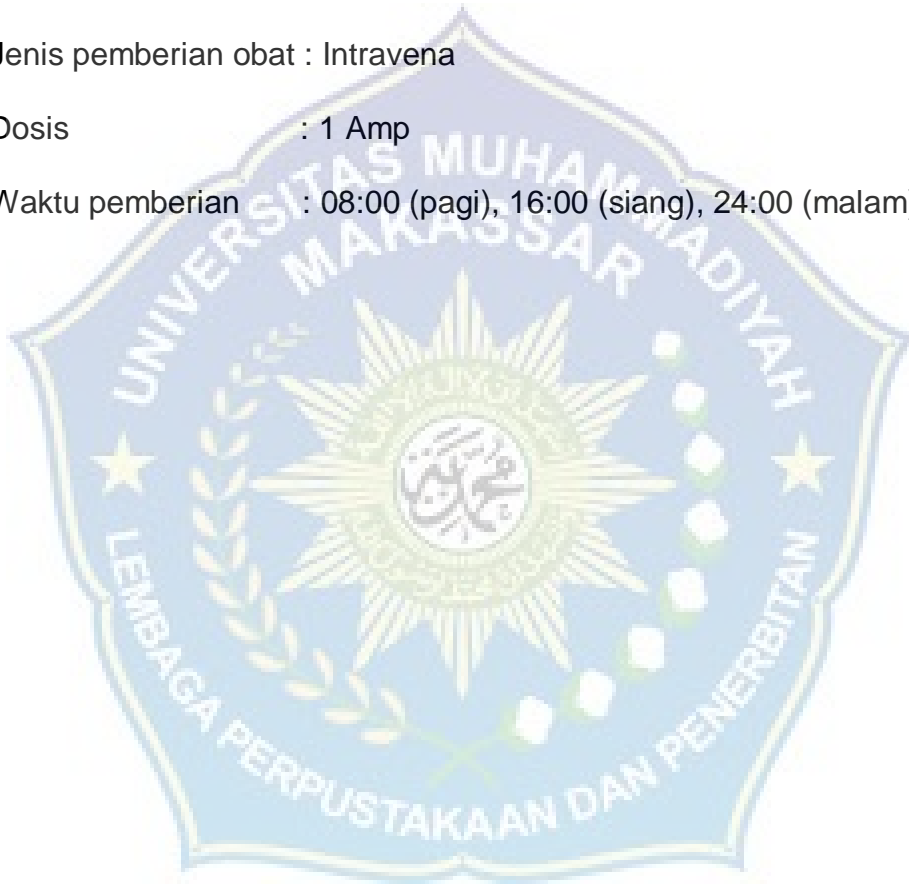 Jenis pemberian obat : Intravena
Dosis : 1 Amp
Waktu pemberian : 08:00 (pagi), 16:00 (siang), 24:00 (malam)
UNIVERSITAS MUHAMMADIYAH
MAKASSAR
LEMBAGA PERPUSTAKAAN DAN PENERBITAN